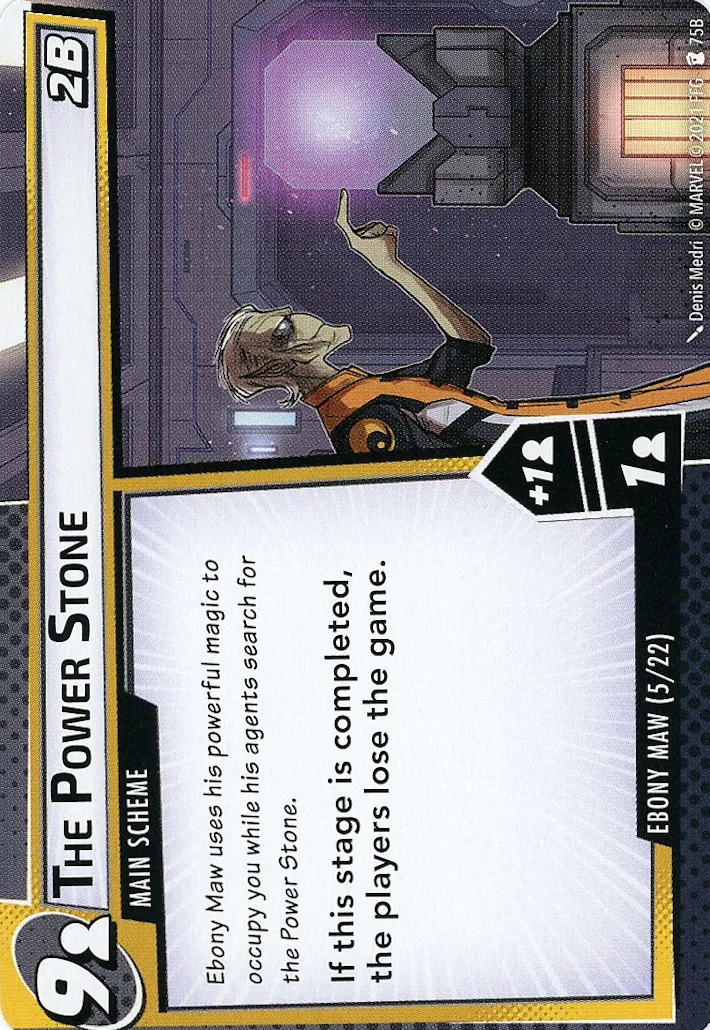 9
THE POWER STONE
2B
MAIN SCHEME
Ebony Maw uses his powerful magic to
occupy you while his agents search for
the Power Stone.
If this stage is completed,
the players lose the game.
+1
1
EBONY MAW (5/22)
Denis Medri © MARVEL © 2021 FFG 75B